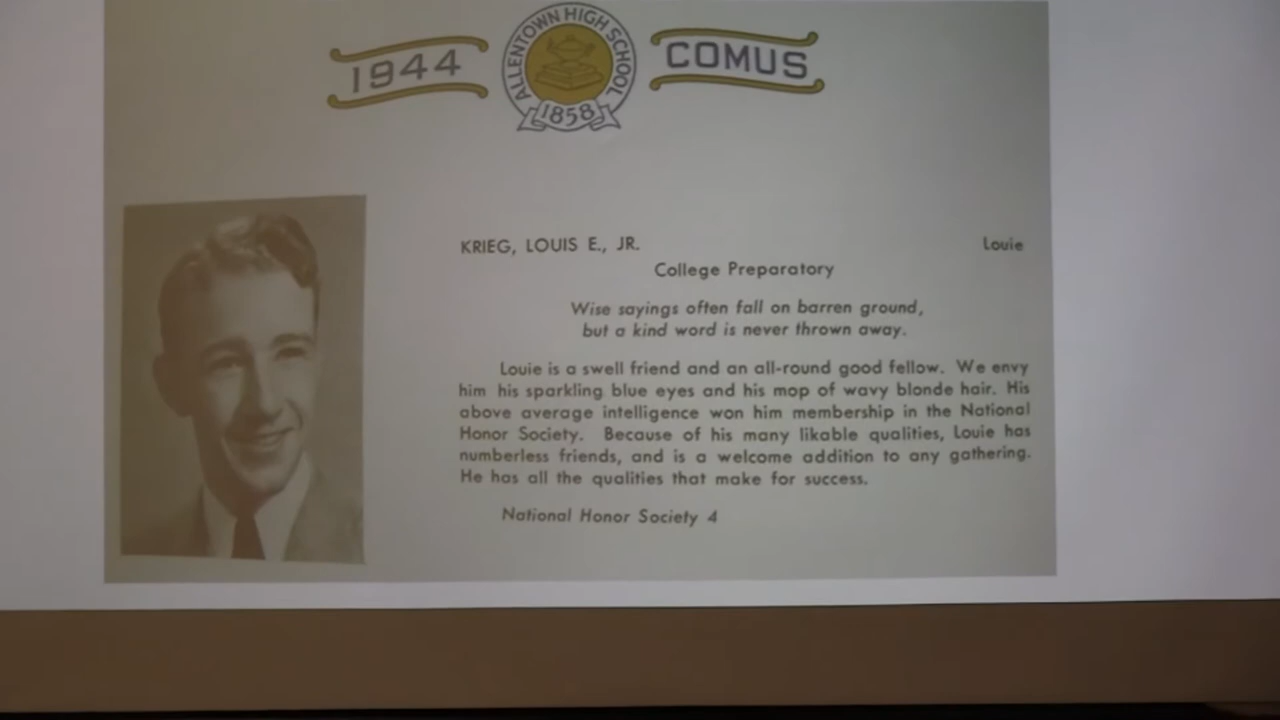 1944
ALLENTOWN HIGH SCHOOL
1858
COMUS
KRIEG, LOUIS E., JR.
Louie
College Preparatory
Wise sayings often fall on barren ground,
but a kind word is never thrown away.
Louie is a swell friend and an all-round good fellow. We envy
him his sparkling blue eyes and his mop of wavy blonde hair. His
above average intelligence won him membership in the National
Honor Society. Because of his many likable qualities, Louie has
numberless friends, and is a welcome addition to any gathering.
He has all the qualities that make for success.
National Honor Society 4